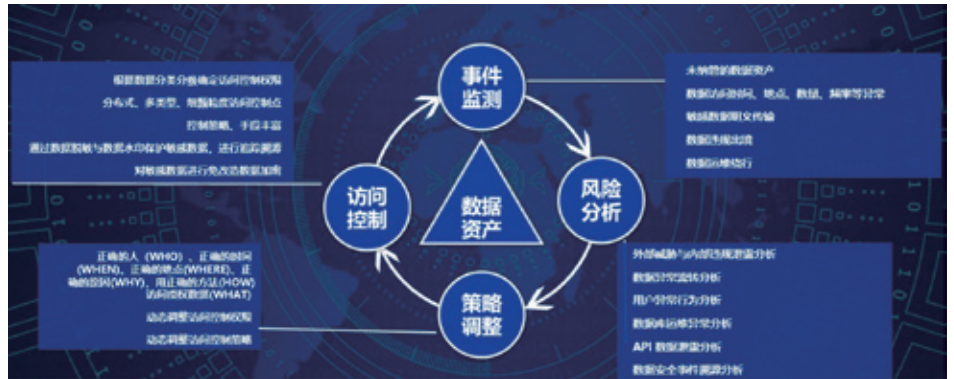 事件
监测
根据数据分类分级确定访问控制权限
分布式、多类型、细颗粒度访问控制点
控制策略、手段丰富
通过数据脱敏与数据水印保护敏感数据，进行追踪溯源
对敏感数据进行免改造数据加密
未纳管的数据资产
数据访问时间、地点、数量、频率等异常
敏感数据明文传输
数据违规出境
数据运维绕行
访问
控制
数据
资产
风险
分析
正确的人（WHO）、正确的时间
(WHEN)，正确的地点(WHERE)、正
确的原因(WHY)，用正确的方法(HOW)
访问授权数据(WHAT)
动态调整访问控制权限
动态调整访问控制策略
策略
调整
外部威胁与内部违规泄露分析
数据异常流转分析
用户异常行为分析
数据库运维异常分析
API 数据泄露分析
数据安全事件溯源分析